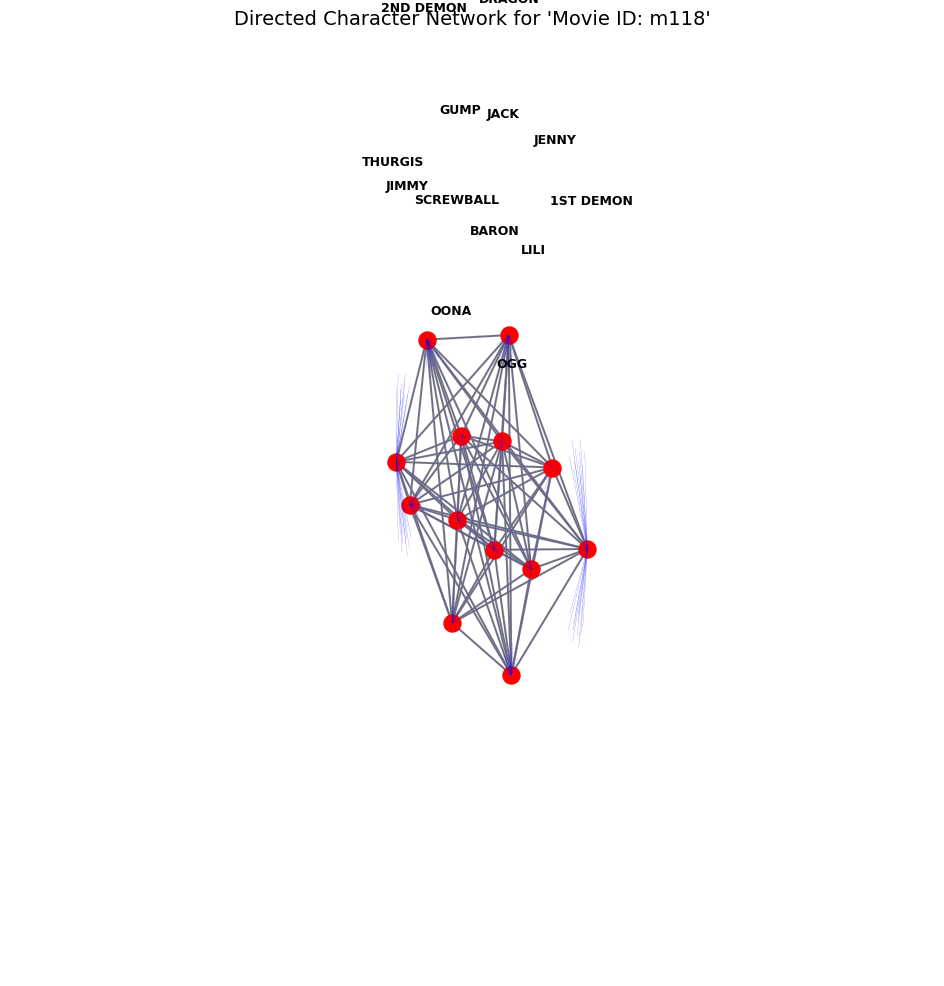 DRAGON
2ND DEMON
Directed Character Network for 'Movie ID: m118'
GUMP
JACK
JENNY
THURGIS
JIMMY
SCREWBALL
1ST DEMON
BARON
LILI
OONA
OGG